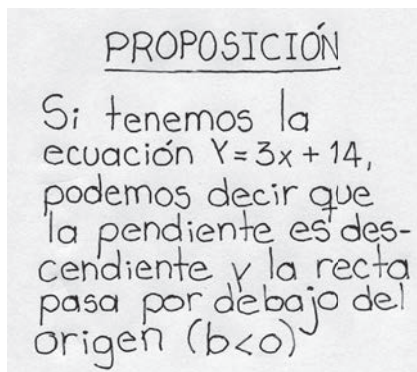 PROPOSICIÓN
Si tenemos la
ecuación Y=3x + 14,
podemos decir que
la pendiente es des-
cendiente y la recta
pasa por debajo del
origen (b<o)